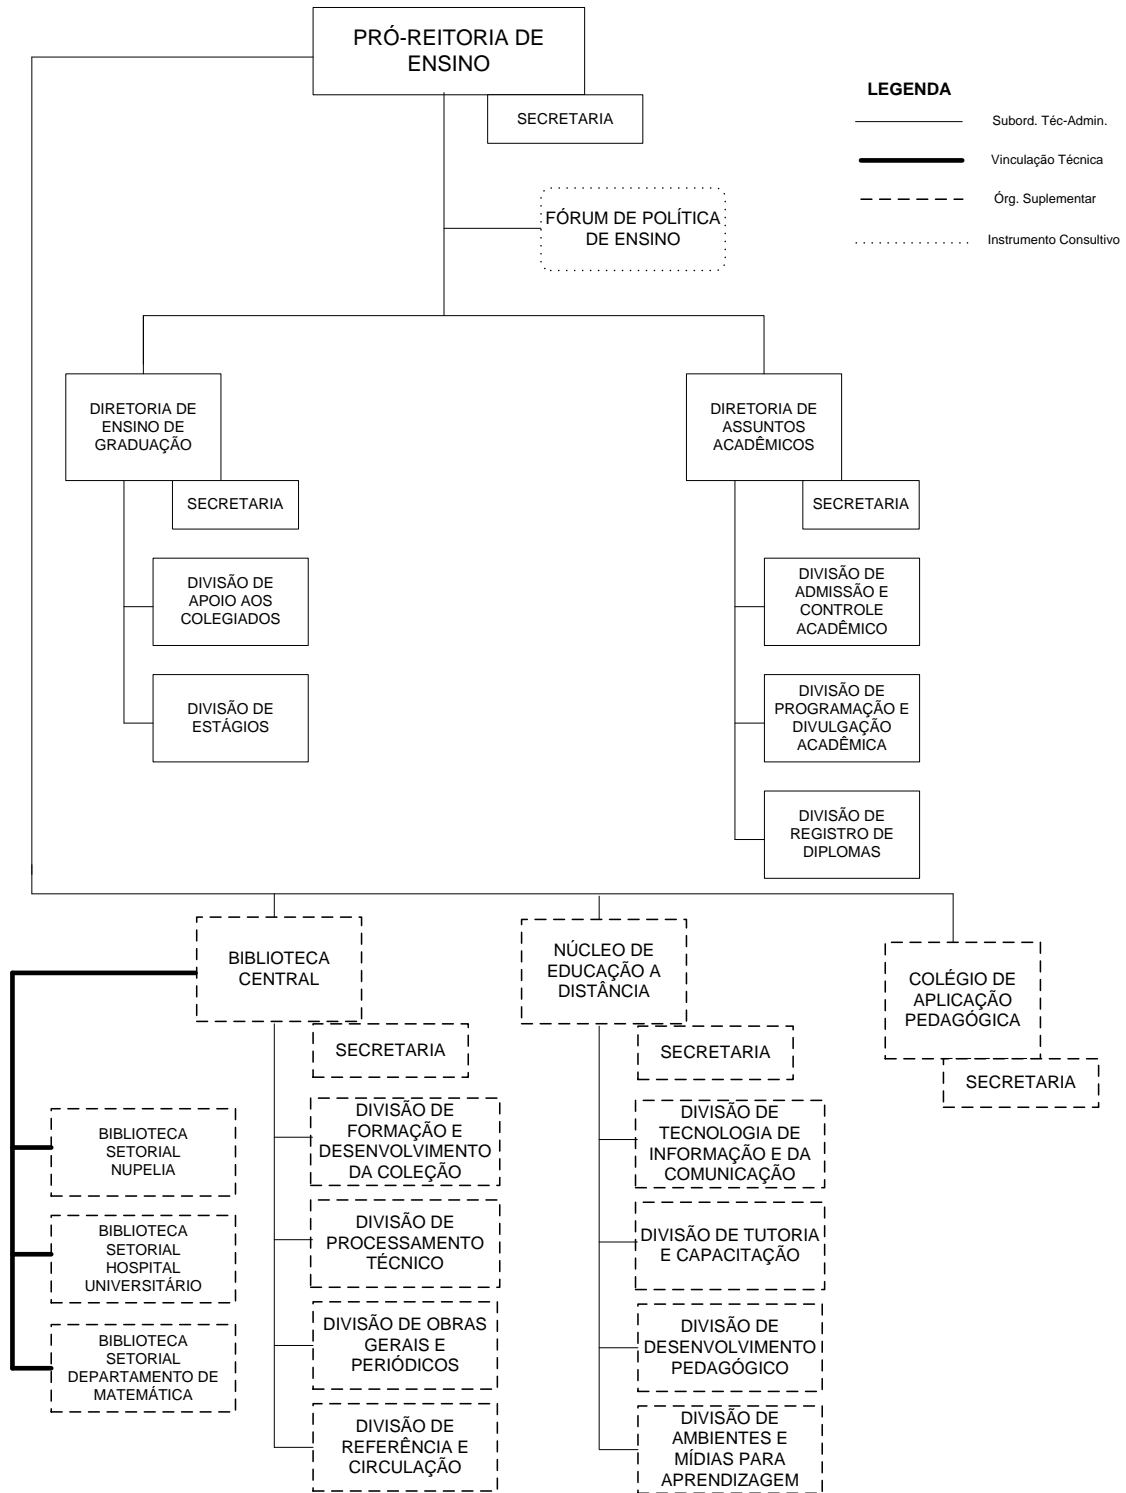 PRÓ-REITORIA DE
ENSINO
SECRETARIA
LEGENDA
Subord. Téc-Admin.
Vinculação Técnica
Órg. Suplementar
Instrumento Consultivo
FÓRUM DE POLÍTICA
DE ENSINO
DIRETORIA DE
ENSINO DE
GRADUAÇÃO
SECRETARIA
DIVISÃO DE
APOIO AOS
COLEGIADOS
DIVISÃO DE
ESTÁGIOS
DIRETORIA DE
ASSUNTOS
ACADÊMICOS
SECRETARIA
DIVISÃO DE
ADMISSÃO E
CONTROLE
ACADÊMICO
DIVISÃO DE
PROGRAMAÇÃO E
DIVULGAÇÃO
ACADÊMICA
DIVISÃO DE
REGISTRO DE
DIPLOMAS
BIBLIOTECA
CENTRAL
SECRETARIA
BIBLIOTECA
SETORIAL
NUPELIA
BIBLIOTECA
SETORIAL
HOSPITAL
UNIVERSITÁRIO
BIBLIOTECA
SETORIAL
DEPARTAMENTO DE
MATEMÁTICA
DIVISÃO DE
FORMAÇÃO E
DESENVOLVIMENTO
DA COLEÇÃO
DIVISÃO DE
PROCESSAMENTO
TÉCNICO
DIVISÃO DE OBRAS
GERAIS E
PERIÓDICOS
DIVISÃO DE
REFERÊNCIA E
CIRCULAÇÃO
NÚCLEO DE
EDUCAÇÃO A
DISTÂNCIA
SECRETARIA
DIVISÃO DE
TECNOLOGIA DE
INFORMAÇÃO E DA
COMUNICAÇÃO
DIVISÃO DE TUTORIA
E CAPACITAÇÃO
DIVISÃO DE
DESENVOLVIMENTO
PEDAGÓGICO
DIVISÃO DE
AMBIENTES E
MÍDIAS PARA
APRENDIZAGEM
COLÉGIO DE
APLICAÇÃO
PEDAGÓGICA
SECRETARIA